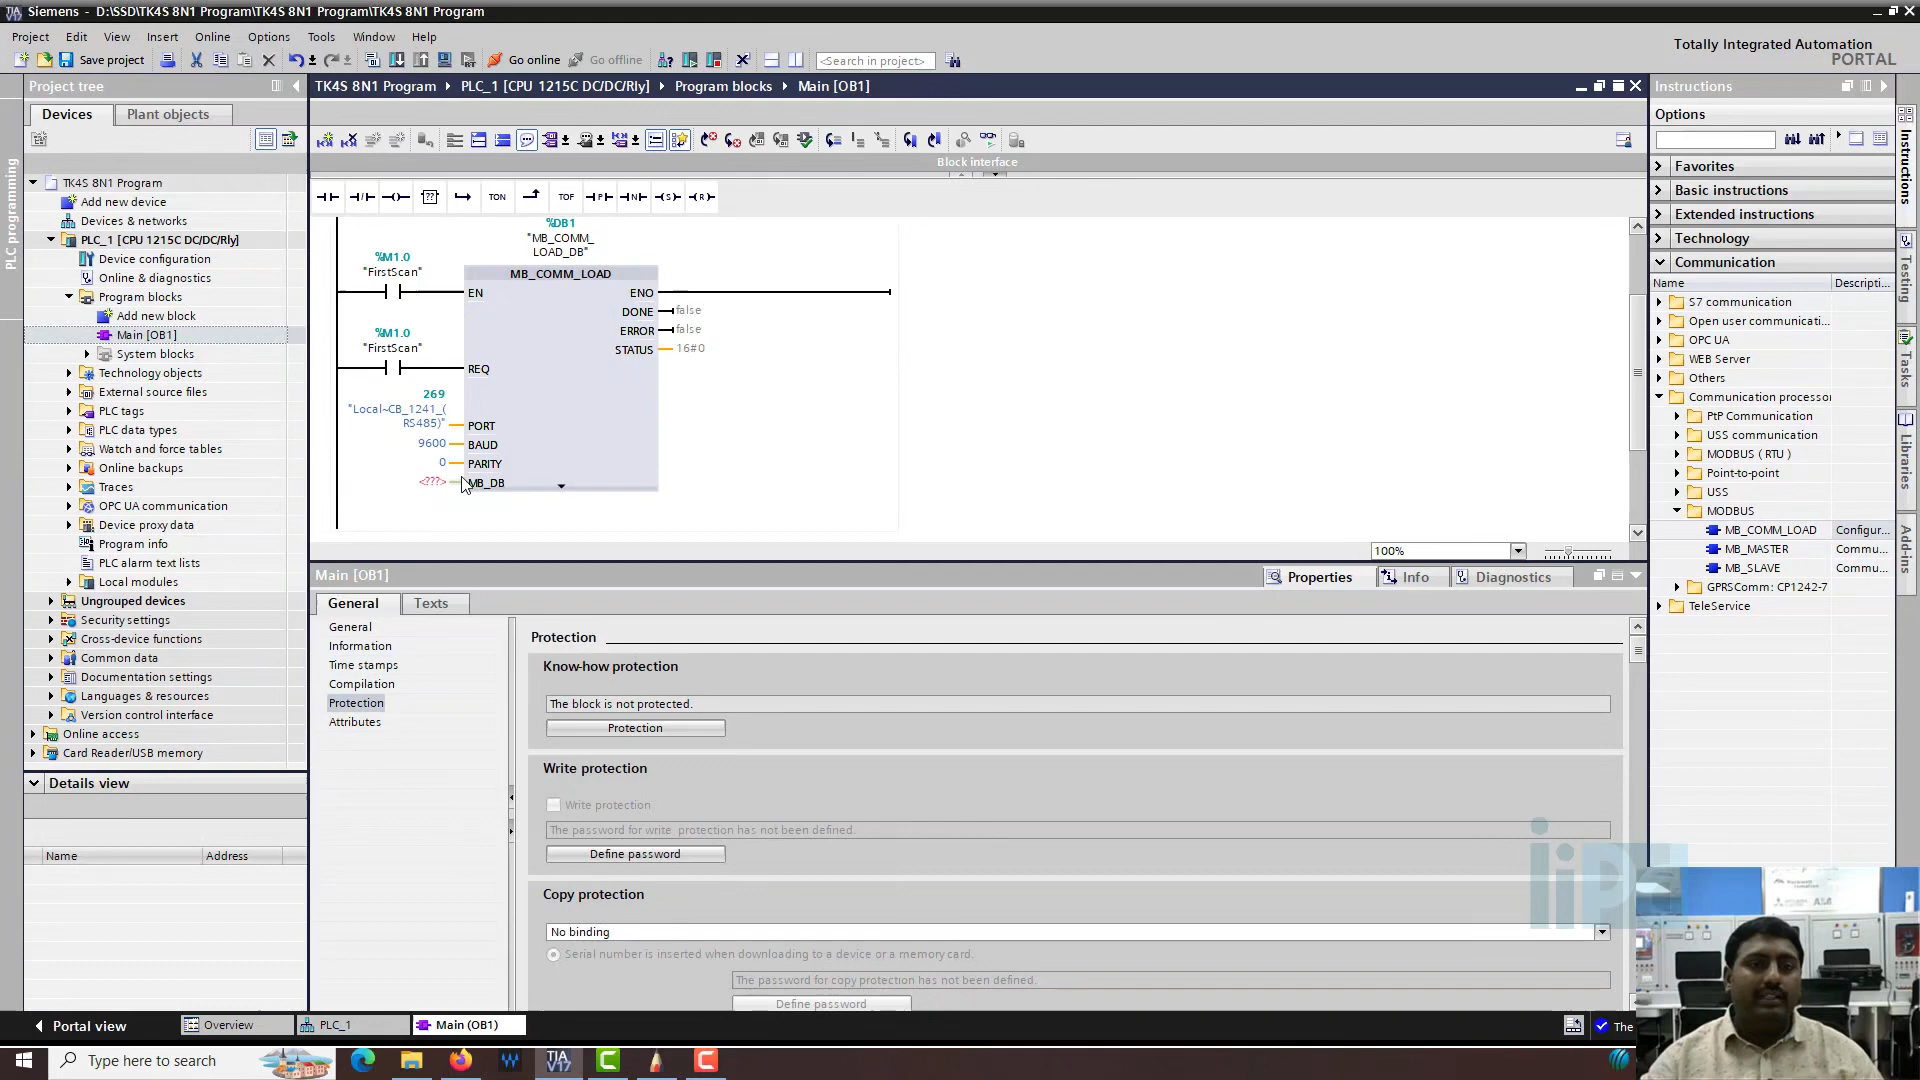 Siemens - D:\SSD\TK4S 8N1 Program\TK4S 8N1 Program\TK4S 8N1 Program
Project Edit View Insert Online Options Tools Window Help
Totally Integrated Automation
PORTAL
Save project
Go online
Go offline
<Search in project>
Project tree
TK4S 8N1 Program
PLC_1 [CPU 1215C DC/DC/Rly]
Program blocks
Main [OB1]
Instructions
Devices
Plant objects
Options
Block interface
Favorites
Basic instructions
Extended instructions
Technology
Communication
Name
Descripti...
S7 communication
Open user communicati...
OPC UA
WEB Server
Others
Communication processor
PtP Communication
USS communication
MODBUS ( RTU )
Point-to-point
USS
MODBUS
MB_COMM_LOAD
Configur...
MB_MASTER
Commu...
MB_SLAVE
Commu...
GPRSComm: CP1242-7
TeleService
PLC programming
TK4S 8N1 Program
Add new device
Devices & networks
PLC_1 [CPU 1215C DC/DC/Rly]
Device configuration
Online & diagnostics
Program blocks
Add new block
Main [OB1]
System blocks
Technology objects
External source files
PLC tags
PLC data types
Watch and force tables
Online backups
Traces
OPC UA communication
Device proxy data
Program info
PLC alarm text lists
Local modules
Ungrouped devices
Security settings
Cross-device functions
Common data
Documentation settings
Languages & resources
Version control interface
Online access
Card Reader/USB memory
Details view
Name
Address
TON
TOF
%DB1
"MB_COMM_
LOAD_DB"
MB_COMM_LOAD
%M1.0
"FirstScan"
EN
ENO
DONE
false
ERROR
false
STATUS
16#0
%M1.0
"FirstScan"
REQ
269
"Local~CB_1241_(
RS485)"
PORT
9600
BAUD
0
PARITY
<???>
MB_DB
100%
Main [OB1]
Properties
Info
Diagnostics
General
Texts
General
Information
Time stamps
Compilation
Protection
Attributes
Protection
Know-how protection
The block is not protected.
Protection
Write protection
Write protection
The password for write protection has not been defined.
Define password
Copy protection
No binding
Serial number is inserted when downloading to a device or a memory card.
The password for copy protection has not been defined.
Define password
Instructions
Testing
Tasks
Libraries
Add-ins
Portal view
Overview
PLC_1
Main (OB1)
The
Type here to search
TIA
V17